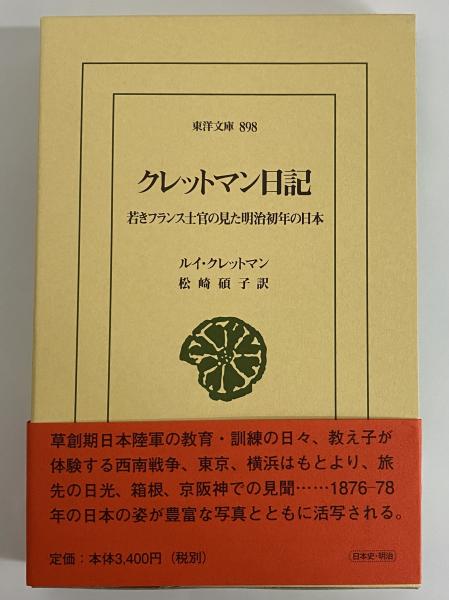 東洋文庫 898
クレットマン日記
若きフランス士官の見た明治初年の日本
ルイ・クレットマン
松崎碩子訳
草創期日本陸軍の教育・訓練の日々、教え子が
体験する西南戦争、東京、横浜はもとより、旅
先の日光、箱根、京阪神での見聞……1876–78
年の日本の姿が豊富な写真とともに活写される。
定価：本体3,400円（税別）
日本史・明治